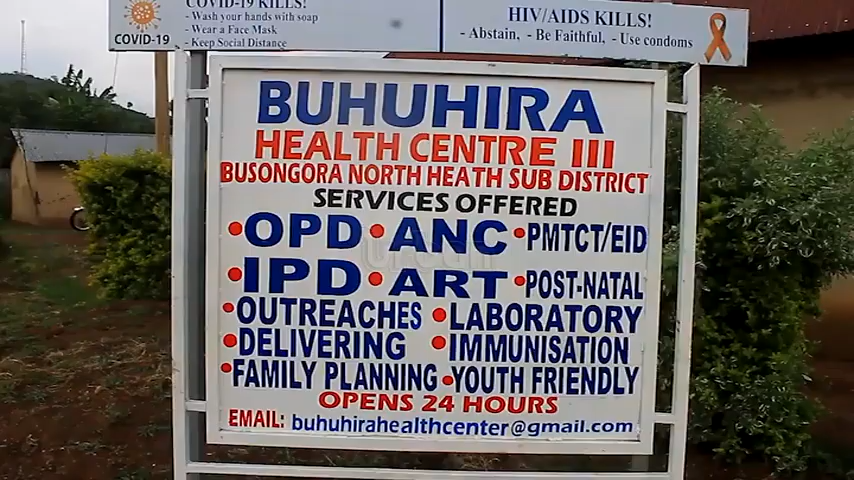 COVID-19 KILLS!
- Wash your hands with soap
- Wear a Face Mask
- Keep Social Distance
COVID-19
HIV/AIDS KILLS!
- Abstain, - Be Faithful, - Use condoms
BUHUHIRA
HEALTH CENTRE III
BUSONGORA NORTH HEATH SUB DISTRICT
SERVICES OFFERED
•OPD •ANC •PMTCT/EID
•IPD •ART •POST-NATAL
•OUTREACHES •LABORATORY
•DELIVERING •IMMUNISATION
•FAMILY PLANNING •YOUTH FRIENDLY
OPENS 24 HOURS
EMAIL: buhuhirahealthcenter@gmail.com